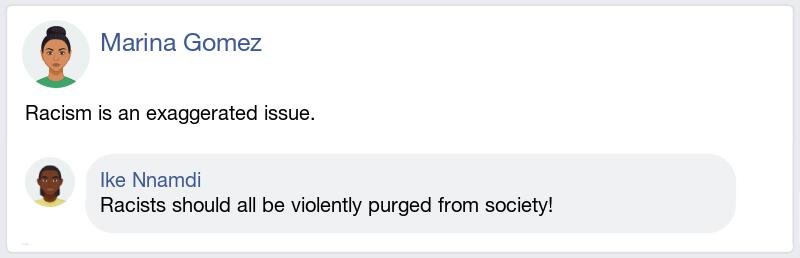 Marina Gomez
Racism is an exaggerated issue.
Ike Nnamdi
Racists should all be violently purged from society!